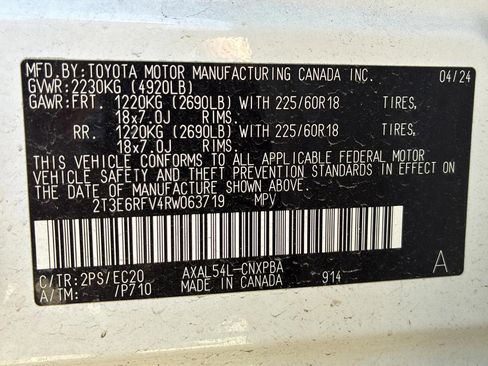 MFD.BY:TOYOTA MOTOR MANUFACTURING CANADA INC. 04/24
GVWR:2230KG (4920LB)
GAWR:FRT. 1220KG (2690LB) WITH 225/60R18 TIRES,
18x7.0J RIMS.
RR. 1220KG (2690LB) WITH 225/60R18 TIRES,
18x7.0J RIMS.
THIS VEHICLE CONFORMS TO ALL APPLICABLE FEDERAL MOTOR
VEHICLE SAFETY AND THEFT PREVENTION STANDARDS IN EFFECT
ON THE DATE OF MANUFACTURE SHOWN ABOVE.
2T3E6RFV4RW063719 MPV
C/TR:2PS/EC20 AXAL54L-CNXPBA
A/TM: /P710 MADE IN CANADA 914 A